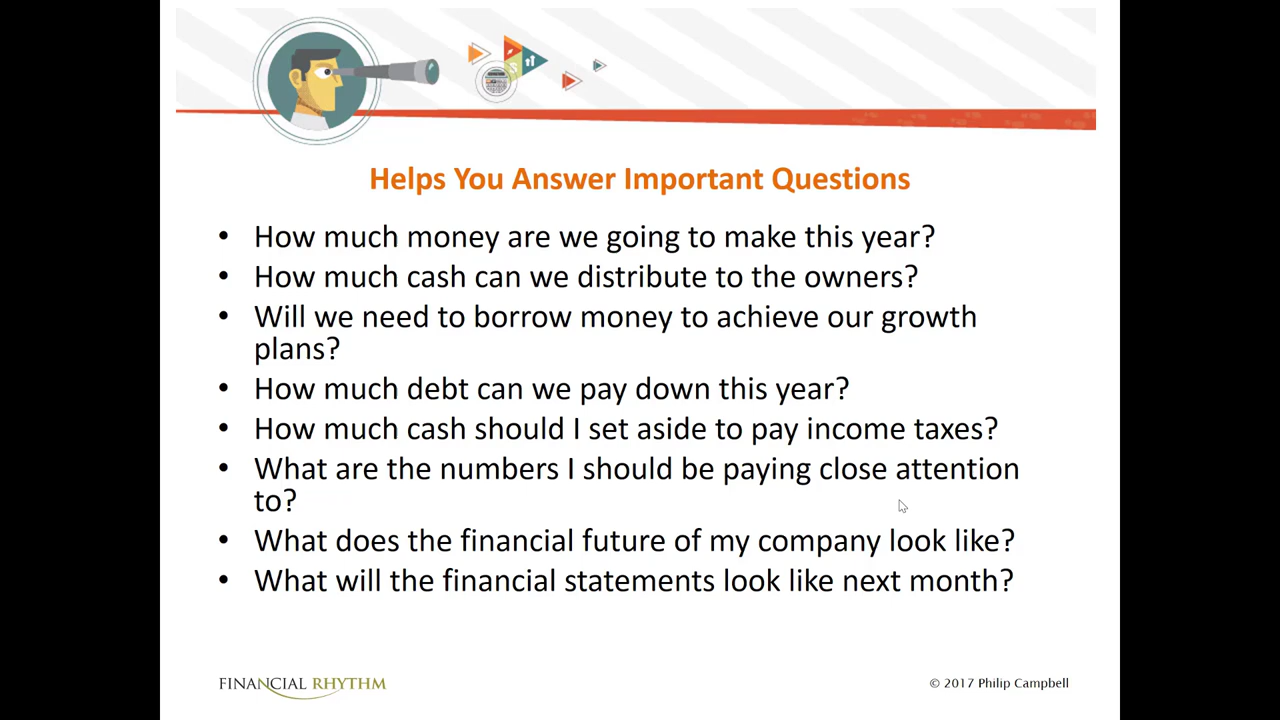 Helps You Answer Important Questions
• How much money are we going to make this year?
• How much cash can we distribute to the owners?
• Will we need to borrow money to achieve our growth
plans?
• How much debt can we pay down this year?
• How much cash should I set aside to pay income taxes?
• What are the numbers I should be paying close attention
to?
• What does the financial future of my company look like?
• What will the financial statements look like next month?
FINANCIAL RHYTHM
© 2017 Philip Campbell